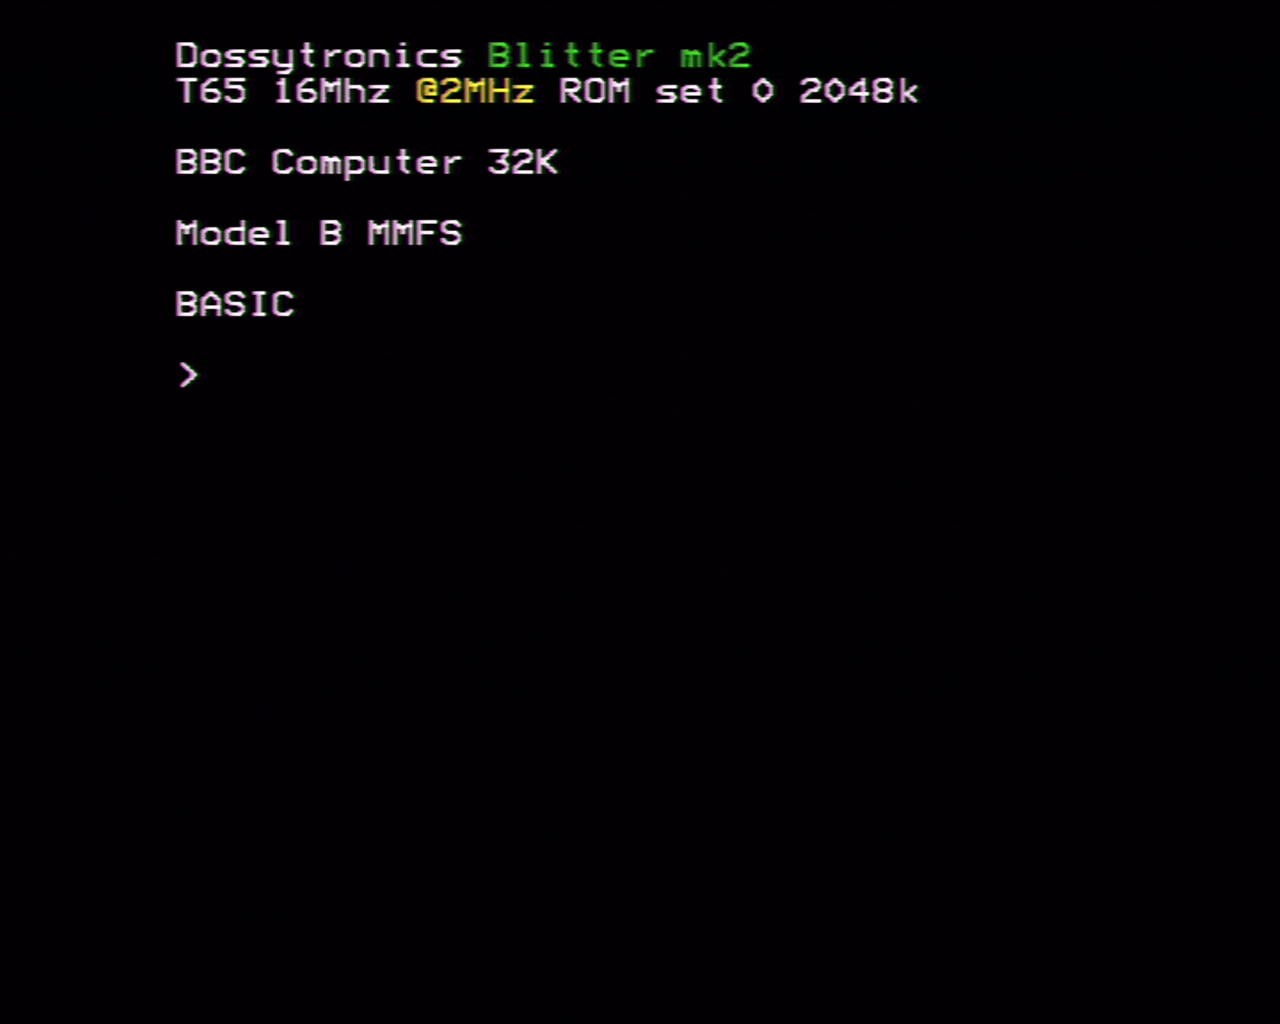 Dossytronics Blitter mk2
T65 16Mhz @2MHz ROM set 0 2048k
BBC Computer 32K
Model B MMFS
BASIC
>